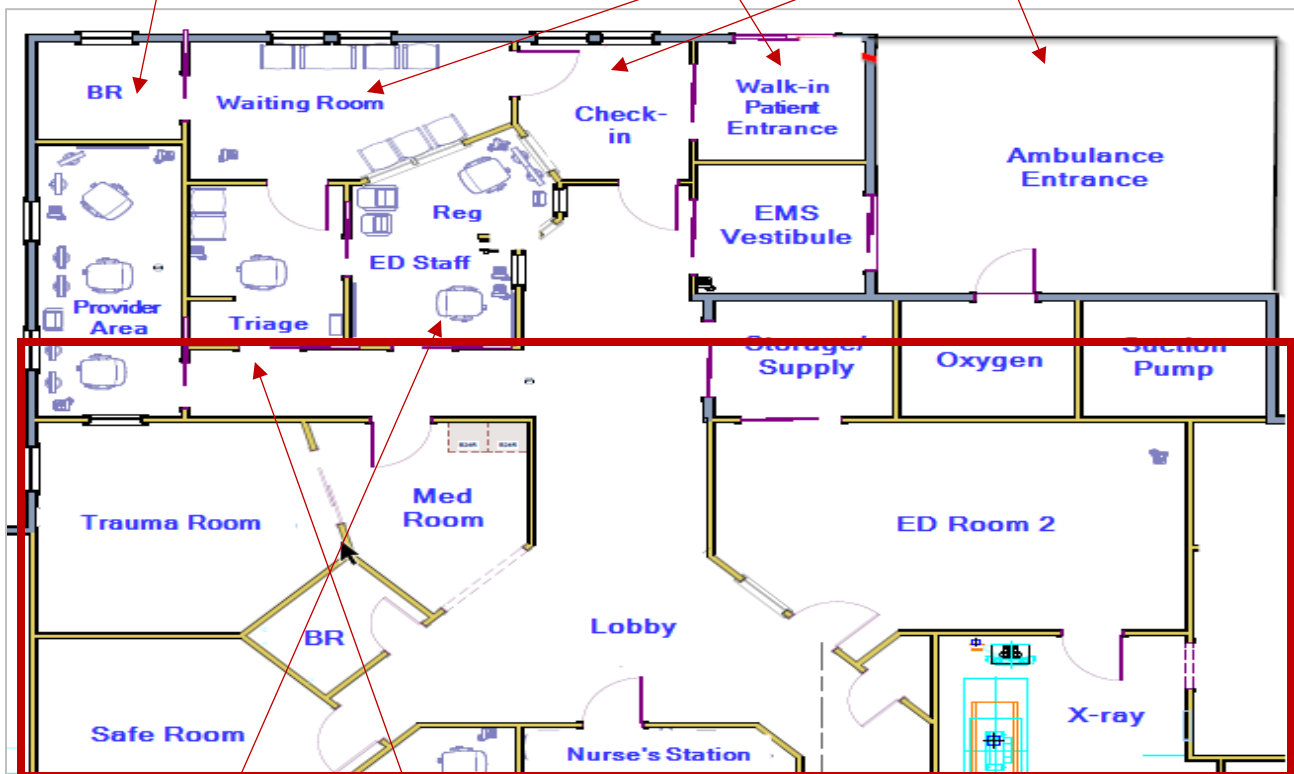 BR
Waiting Room
Check-
in
Walk-in
Patient
Entrance
Ambulance
Entrance
Reg
EMS
Vestibule
ED Staff
Provider
Area
Triage
Storage/
Supply
Oxygen
Suction
Pump
Trauma Room
Med
Room
ED Room 2
BR
Lobby
Safe Room
X-ray
Nurse's Station